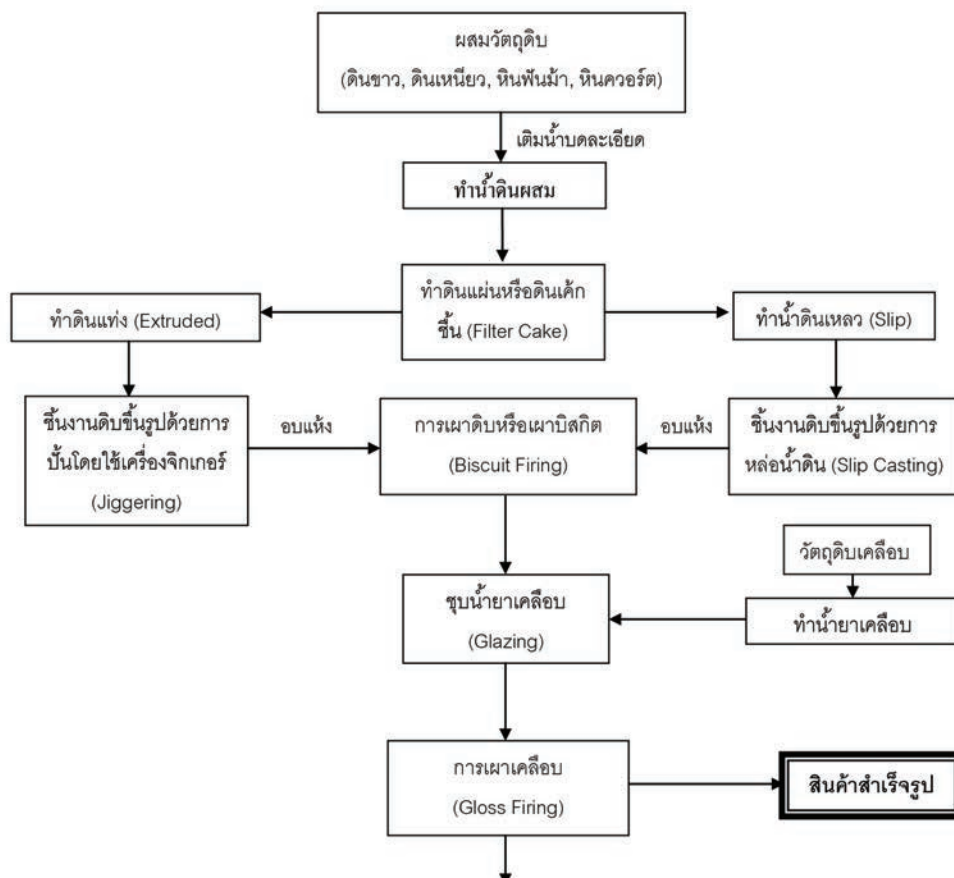 ผสมวัตถุดิบ
(ดินขาว, ดินเหนียว, หินฟันม้า, หินควอร์ต)
เติมน้ำบดละเอียด
ทำน้ำดินผสม
ทำดินแผ่นหรือดินเค้ก
ชื้น (Filter Cake)
ทำดินแท่ง (Extruded)
ทำน้ำดินเหลว (Slip)
ชิ้นงานดิบขึ้นรูปด้วยการ
ปั้นโดยใช้เครื่องจิกเกอร์
(Jiggering)
อบแห้ง
การเผาดิบหรือเผาบิสกิต
(Biscuit Firing)
อบแห้ง
ชิ้นงานดิบขึ้นรูปด้วยการ
หล่อน้ำดิน (Slip Casting)
วัตถุดิบเคลือบ
ทำน้ำยาเคลือบ
ชุบน้ำยาเคลือบ
(Glazing)
การเผาเคลือบ
(Gloss Firing)
สินค้าสำเร็จรูป